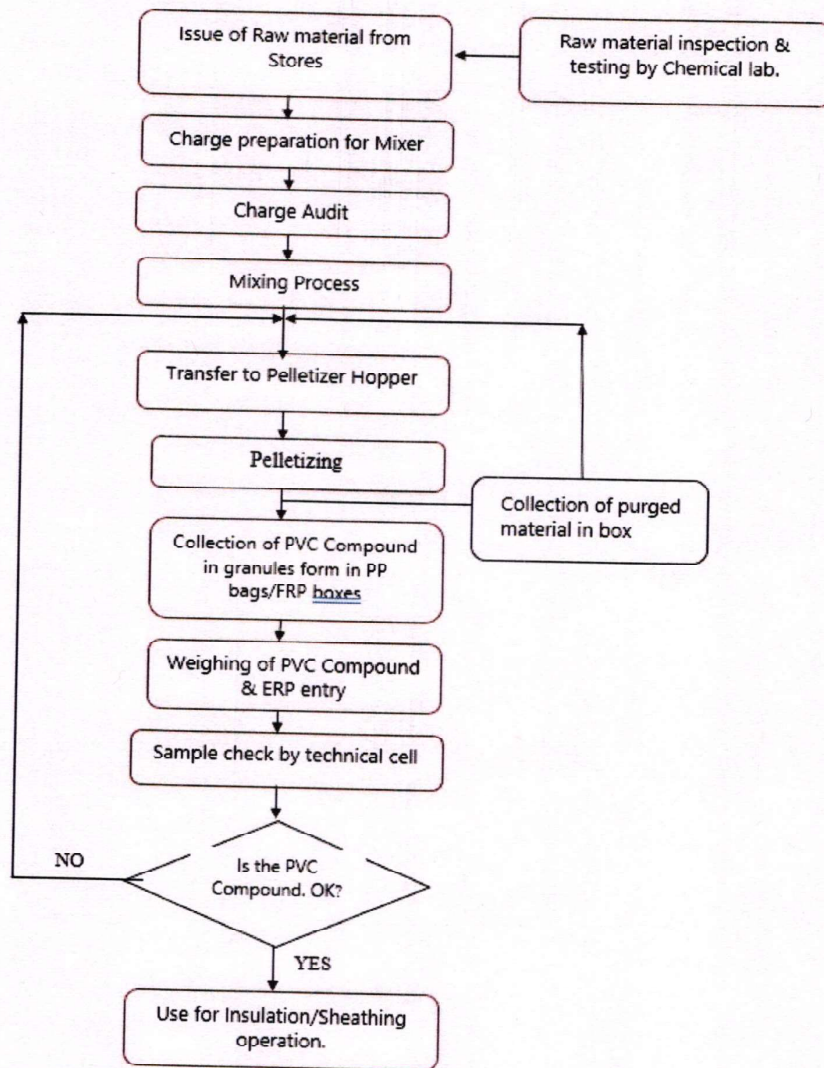 Issue of Raw material from
Stores
Raw material inspection &
testing by Chemical lab.
Charge preparation for Mixer
Charge Audit
Mixing Process
Transfer to Pelletizer Hopper
Pelletizing
Collection of purged
material in box
Collection of PVC Compound
in granules form in PP
bags/FRP boxes
Weighing of PVC Compound
& ERP entry
Sample check by technical cell
NO
Is the PVC
Compound. OK?
YES
Use for Insulation/Sheathing
operation.